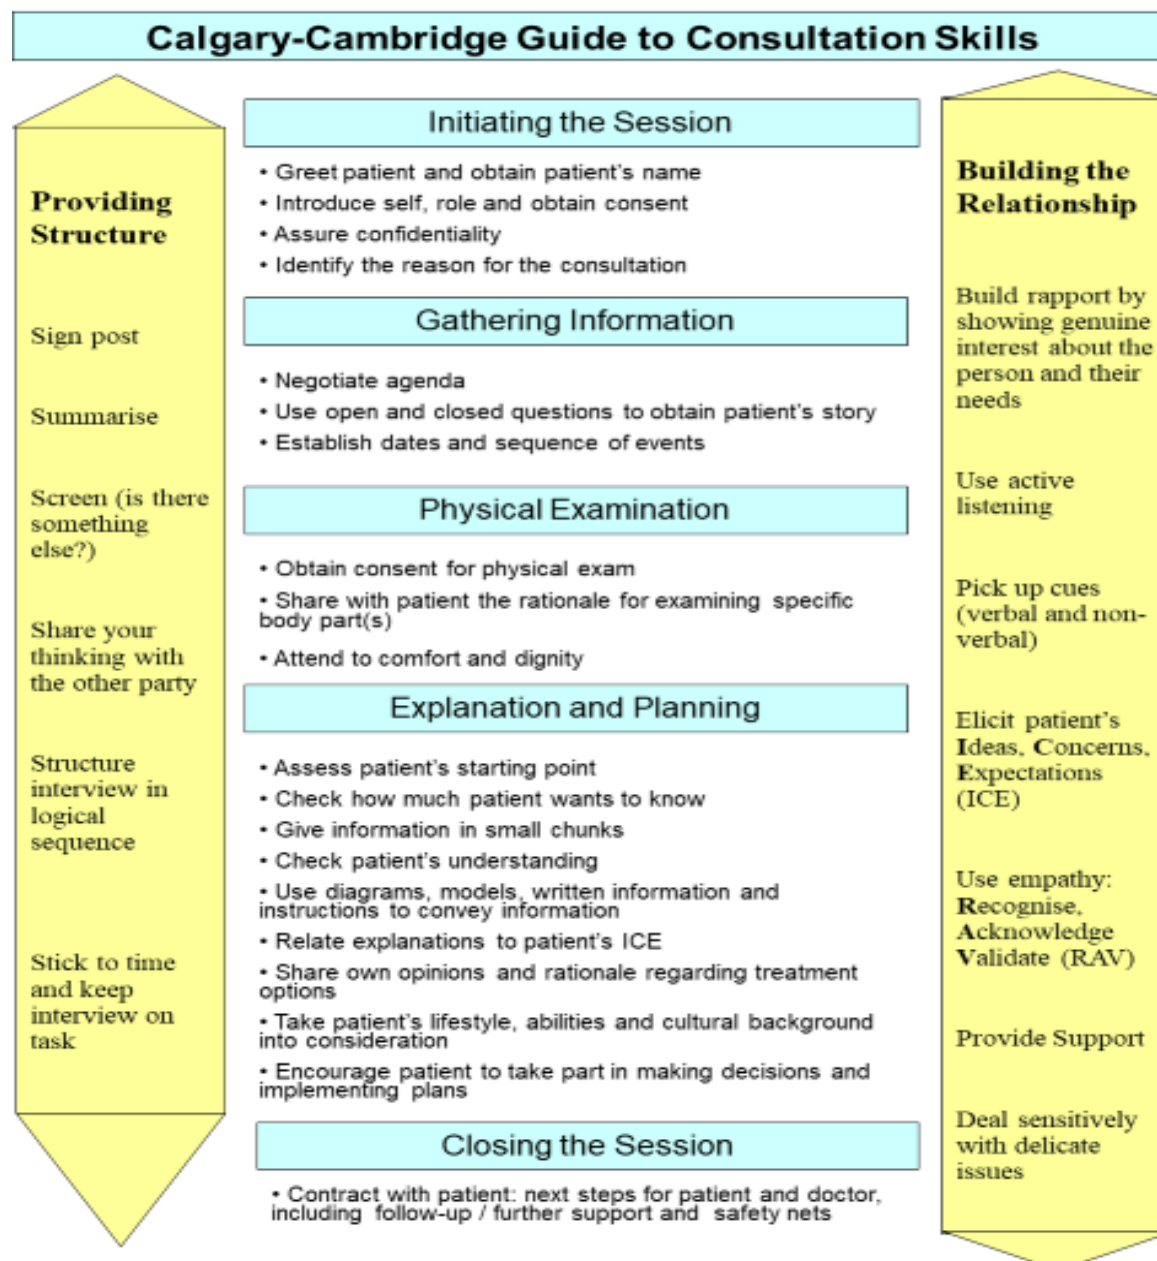 Calgary-Cambridge Guide to Consultation Skills
Providing
Structure
Sign post
Summarise
Screen (is there
something
else?)
Share your
thinking with
the other party
Structure
interview in
logical
sequence
Stick to time
and keep
interview on
task
Initiating the Session
• Greet patient and obtain patient's name
• Introduce self, role and obtain consent
• Assure confidentiality
• Identify the reason for the consultation
Gathering Information
• Negotiate agenda
• Use open and closed questions to obtain patient's story
• Establish dates and sequence of events
Physical Examination
• Obtain consent for physical exam
• Share with patient the rationale for examining specific
body part(s)
• Attend to comfort and dignity
Explanation and Planning
• Assess patient's starting point
• Check how much patient wants to know
• Give information in small chunks
• Check patient's understanding
• Use diagrams, models, written information and
instructions to convey information
• Relate explanations to patient's ICE
• Share own opinions and rationale regarding treatment
options
• Take patient's lifestyle, abilities and cultural background
into consideration
• Encourage patient to take part in making decisions and
implementing plans
Closing the Session
• Contract with patient: next steps for patient and doctor,
including follow-up / further support and safety nets
Building the
Relationship
Build rapport by
showing genuine
interest about the
person and their
needs
Use active
listening
Pick up cues
(verbal and non-
verbal)
Elicit patient's
Ideas, Concerns,
Expectations
(ICE)
Use empathy:
Recognise,
Acknowledge
Validate (RAV)
Provide Support
Deal sensitively
with delicate
issues